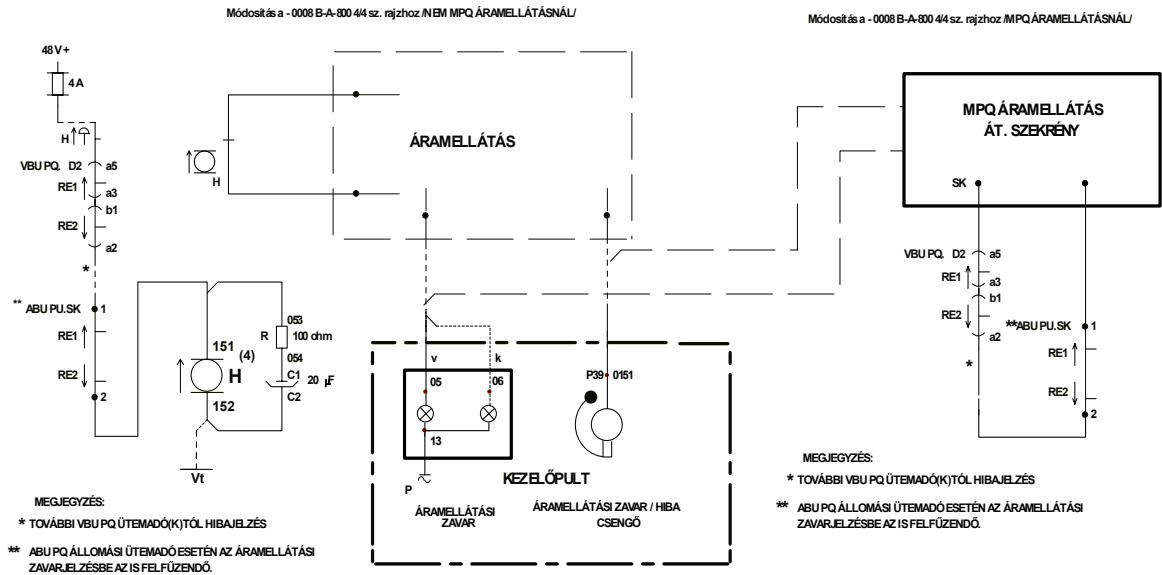 Módosítás a - 0008 B-A-800 4/4 sz. rajzhoz /NEM MPQ ÁRAMELLÁTÁSNÁL/
Módosítás a - 0008 B-A-800 4/4 sz. rajzhoz /MPQ ÁRAMELLÁTÁSNÁL/
48V+
4A
H
VBU PQ. D2 a5
RE1
a3
b1
RE2
a2
*
** ABU PU.SK 1
RE1
RE2
2
H
151
(4)
H
152
Vt
053
R 100 ohm
054
C1
20 µF
C2
ÁRAMELLÁTÁS
v k
05 06
13
P
P39 0151
KEZELŐPULT
ÁRAMELLÁTÁSI
ZAVAR
ÁRAMELLÁTÁSI ZAVAR / HIBA
CSENGŐ
MPQ ÁRAMELLÁTÁS
ÁT. SZEKRÉNY
SK
VBU PQ. D2 a5
RE1
a3
b1
RE2
a2
*
**ABU PU.SK 1
RE1
RE2
2
MEGJEGYZÉS:
* TOVÁBBI VBU PQ ÜTEMADÓ(K)TÓL HIBAJELZÉS
** ABU PQ ÁLLOMÁSI ÜTEMADÓ ESETÉN AZ ÁRAMELLÁTÁSI
ZAVARJELZÉSBE AZ IS FELFŰZENDŐ.
MEGJEGYZÉS:
* TOVÁBBI VBU PQ ÜTEMADÓ(K)TÓL HIBAJELZÉS
** ABU PQ ÁLLOMÁSI ÜTEMADÓ ESETÉN AZ ÁRAMELLÁTÁSI
ZAVARJELZÉSBE AZ IS FELFŰZENDŐ.